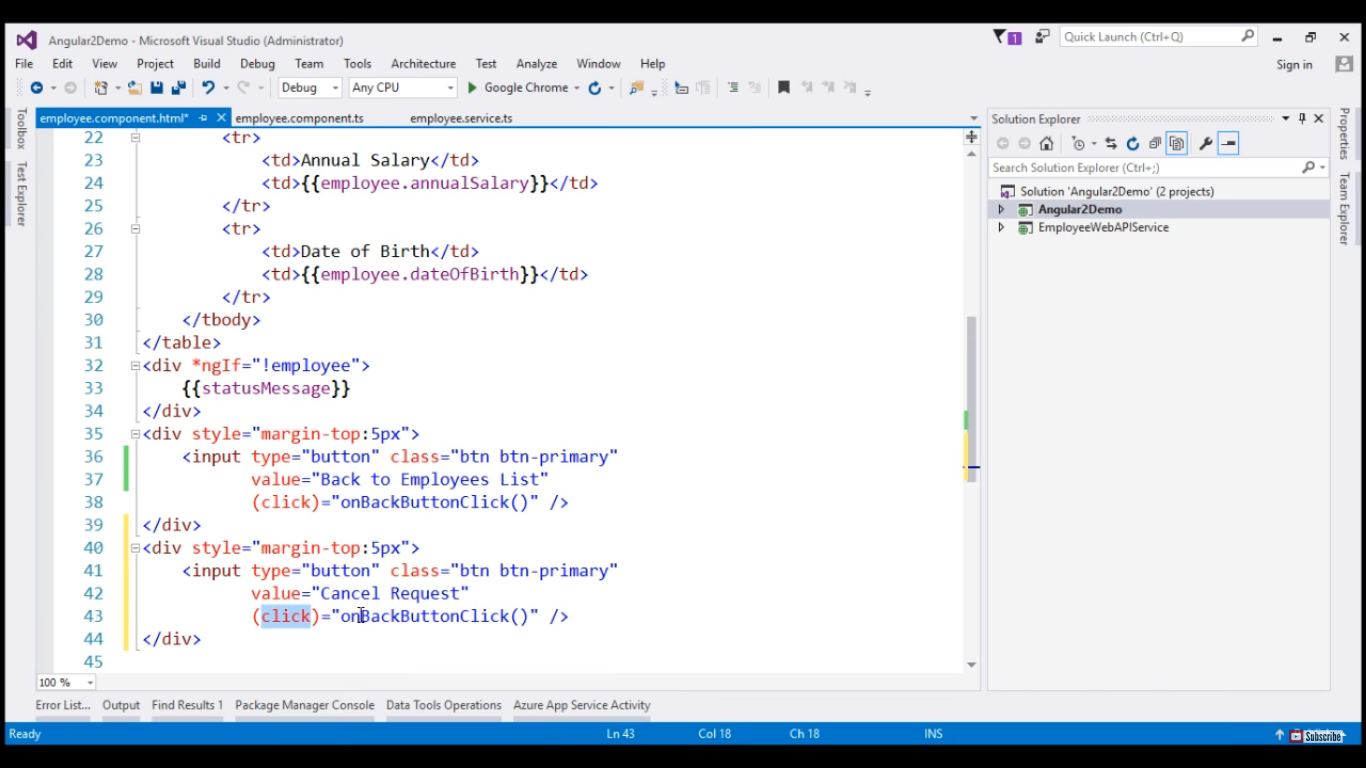 Angular2Demo - Microsoft Visual Studio (Administrator)
1
Quick Launch (Ctrl+Q)
File Edit View Project Build Debug Team Tools Architecture Test Analyze Window Help
Sign in
Debug Any CPU Google Chrome
employee.component.html* employee.component.ts employee.service.ts
Toolbox
Test Explorer
22 <tr>
23 <td>Annual Salary</td>
24 <td>{{employee.annualSalary}}</td>
25 </tr>
26 <tr>
27 <td>Date of Birth</td>
28 <td>{{employee.dateOfBirth}}</td>
29 </tr>
30 </tbody>
31 </table>
32 <div *ngIf="!employee">
33 {{statusMessage}}
34 </div>
35 <div style="margin-top:5px">
36 <input type="button" class="btn btn-primary"
37 value="Back to Employees List"
38 (click)="onBackButtonClick()" />
39 </div>
40 <div style="margin-top:5px">
41 <input type="button" class="btn btn-primary"
42 value="Cancel Request"
43 (click)="onBackButtonClick()" />
44 </div>
45
100 %
Solution Explorer
Search Solution Explorer (Ctrl+;)
Solution 'Angular2Demo' (2 projects)
Angular2Demo
EmployeeWebAPIService
Properties
Team Explorer
Error List... Output Find Results 1 Package Manager Console Data Tools Operations Azure App Service Activity
Ready Ln 43 Col 18 Ch 18 INS
Subscribe